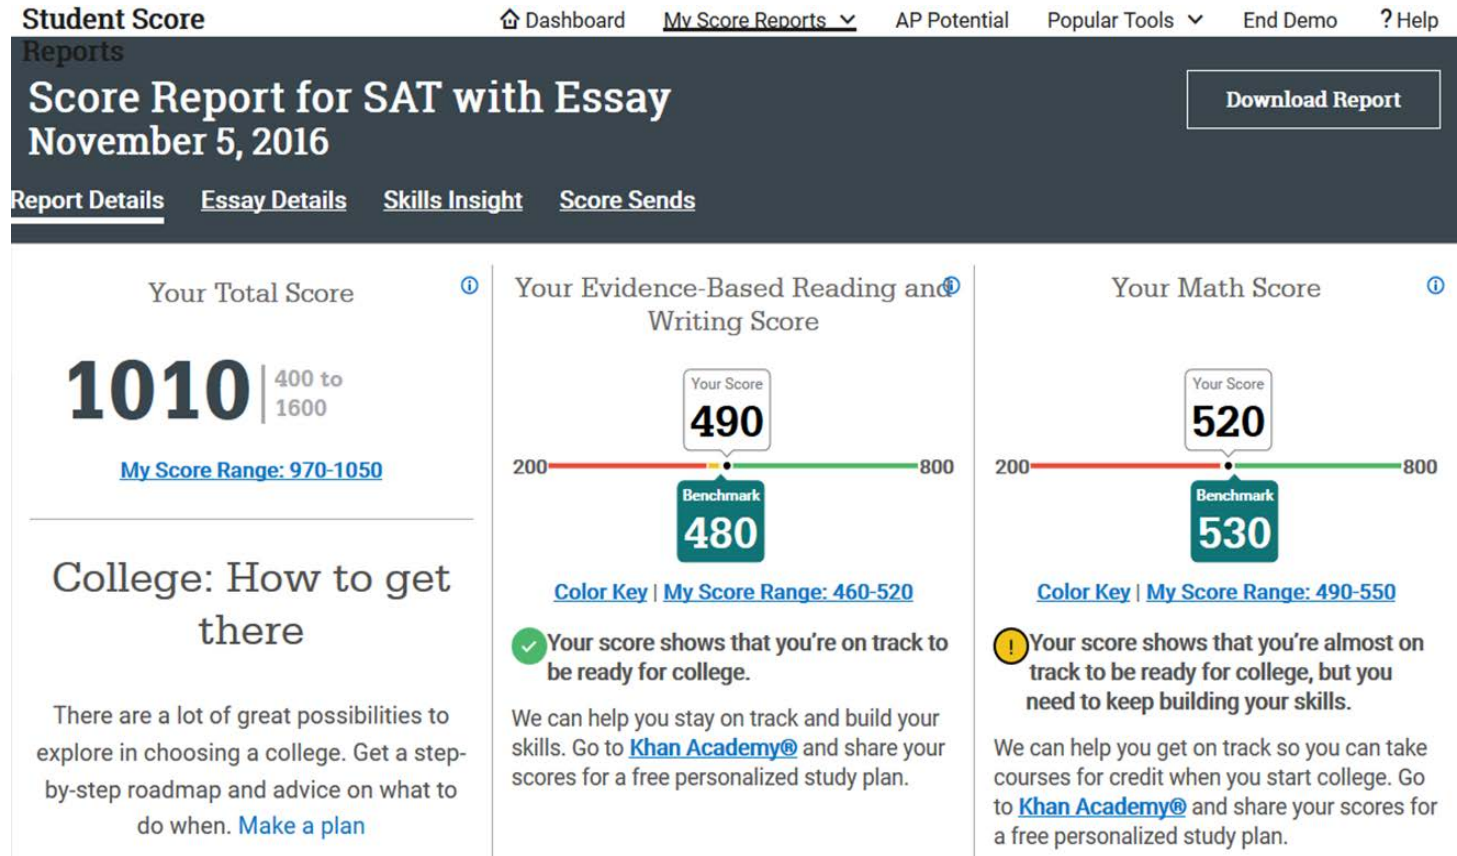 Student Score
Reports
Dashboard
My Score Reports
AP Potential
Popular Tools
End Demo
? Help
Score Report for SAT with Essay
November 5, 2016
Download Report
Report Details
Essay Details
Skills Insight
Score Sends
Your Total Score
1010
400 to
1600
My Score Range: 970-1050
College: How to get
there
There are a lot of great possibilities to
explore in choosing a college. Get a step-
by-step roadmap and advice on what to
do when. Make a plan
Your Evidence-Based Reading and
Writing Score
Your Score
490
200
800
Benchmark
480
Color Key | My Score Range: 460-520
Your score shows that you’re on track to
be ready for college.
We can help you stay on track and build your
skills. Go to Khan Academy® and share your
scores for a free personalized study plan.
Your Math Score
Your Score
520
200
800
Benchmark
530
Color Key | My Score Range: 490-550
Your score shows that you’re almost on
track to be ready for college, but you
need to keep building your skills.
We can help you get on track so you can take
courses for credit when you start college. Go
to Khan Academy® and share your scores for
a free personalized study plan.